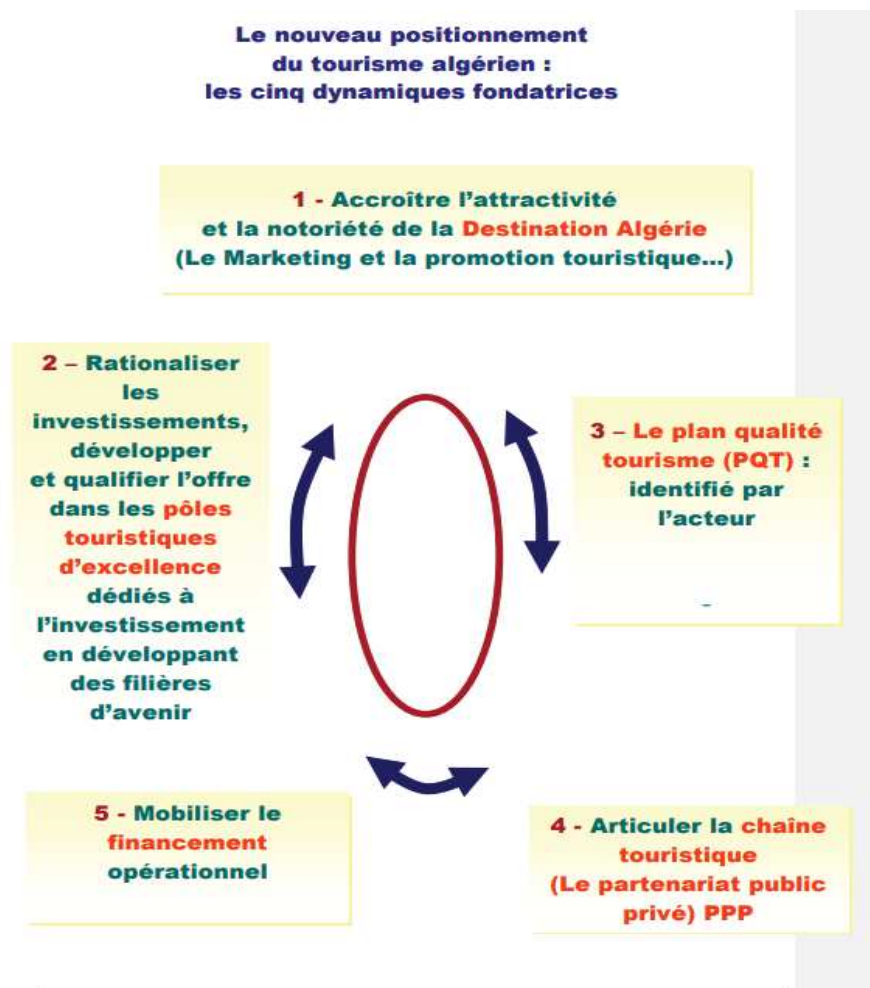 Le nouveau positionnement
du tourisme algérien :
les cinq dynamiques fondatrices
1 - Accroître l’attractivité
et la notoriété de la Destination Algérie
(Le Marketing et la promotion touristique...)
2 – Rationaliser
les
investissements,
développer
et qualifier l’offre
dans les pôles
touristiques
d’excellence
dédiés à
l’investissement
en développant
des filières
d’avenir
3 – Le plan qualité
tourisme (PQT) :
identifié par
l’acteur
5 - Mobiliser le
financement
opérationnel
4 - Articuler la chaîne
touristique
(Le partenariat public
privé) PPP